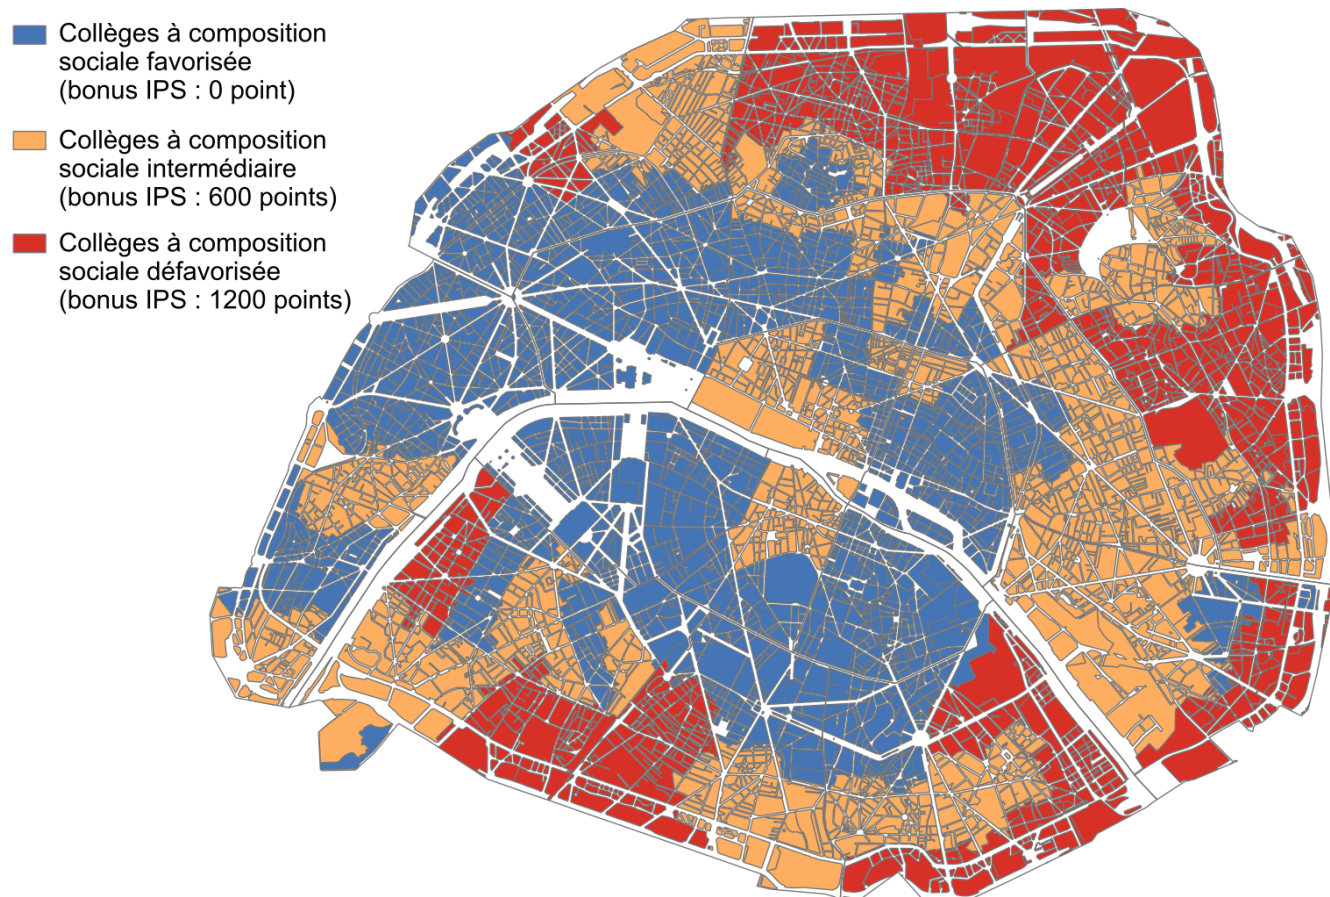 Collèges à composition
sociale favorisée
(bonus IPS : 0 point)
Collèges à composition
sociale intermédiaire
(bonus IPS : 600 points)
Collèges à composition
sociale défavorisée
(bonus IPS : 1200 points)